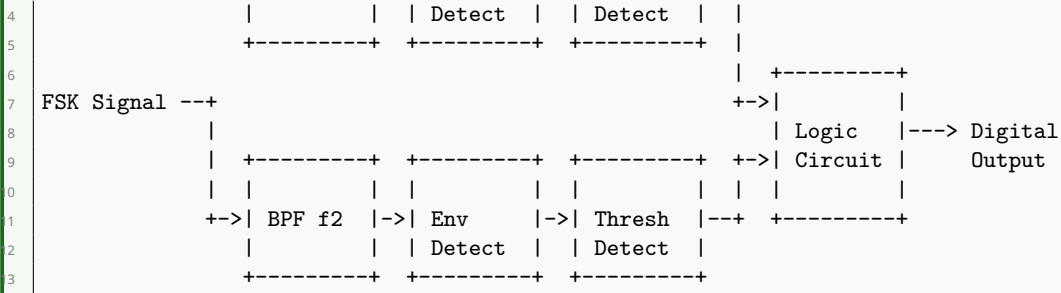 4 |         |  | Detect  |  | Detect  |  |
5 +---------+  +---------+  +---------+  |
6 |  +---------+
7 FSK Signal --+                               +->|         |
8 |                                 | Logic   |---> Digital
9 |  +---------+  +---------+  +---------+  +->| Circuit |     Output
10 |  |         |  |         |  |         |  |  |         |
11 +->| BPF f2  |->| Env     |->| Thresh  |--+  +---------+
12 |         |  | Detect  |  | Detect  |
13 +---------+  +---------+  +---------+